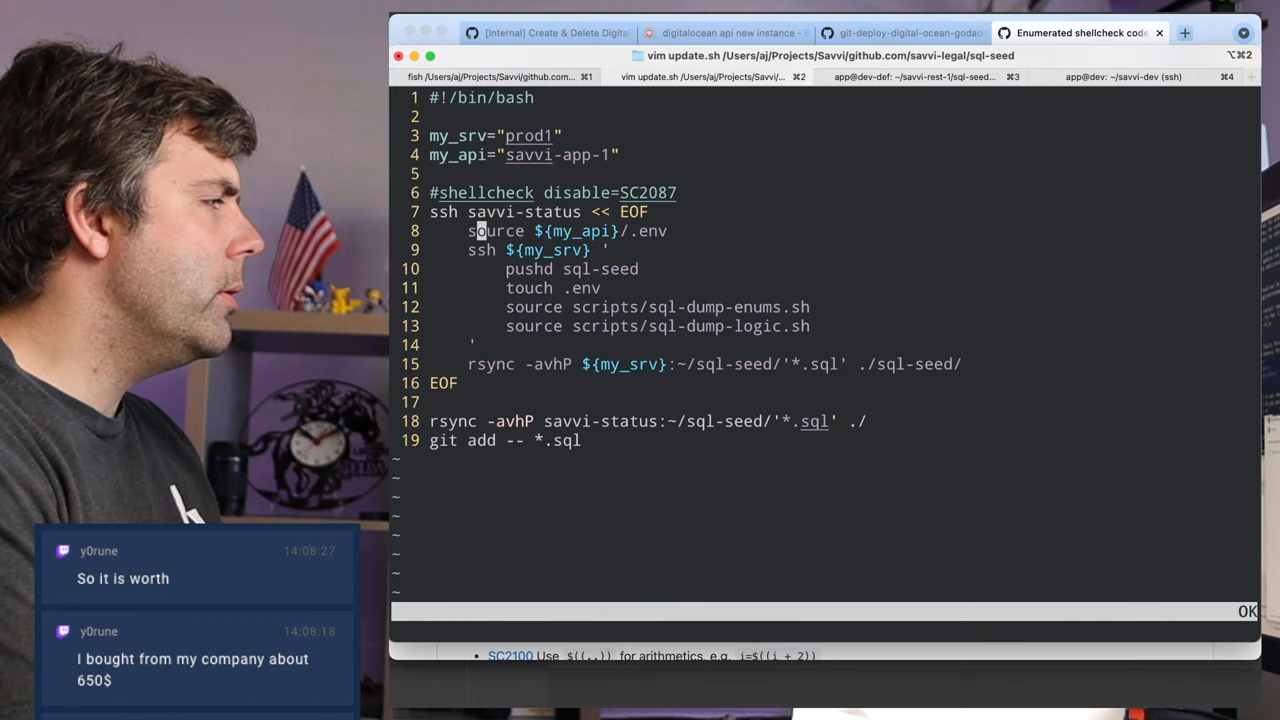 [Internal] Create & Delete Digita
digitalocean api new instance - B
git-deploy-digital-ocean-godad
Enumerated shellcheck code
vim update.sh /Users/aj/Projects/Savvi/github.com/savvi-legal/sql-seed
⌥⌘2
fish /Users/aj/Projects/Savvi/github.com... ⌘1
vim update.sh /Users/aj/Projects/Savvi/... ⌘2
app@dev-def: ~/savvi-rest-1/sql-seed... ⌘3
app@dev: ~/savvi-dev (ssh) ⌘4
1 #!/bin/bash
2
3 my_srv="prod1"
4 my_api="savvi-app-1"
5
6 #shellcheck disable=SC2087
7 ssh savvi-status << EOF
8 source ${my_api}/.env
9 ssh ${my_srv} '
10 pushd sql-seed
11 touch .env
12 source scripts/sql-dump-enums.sh
13 source scripts/sql-dump-logic.sh
14 '
15 rsync -avhP ${my_srv}:~/sql-seed/'*.sql' ./sql-seed/
16 EOF
17
18 rsync -avhP savvi-status:~/sql-seed/'*.sql' ./
19 git add -- *.sql
~
~
~
~
~
~
~
OK
• SC2100 Use $((..)) for arithmetics, e.g. i=$((i + 2))
y0rune 14:08:27
So it is worth
y0rune 14:08:18
I bought from my company about
650$